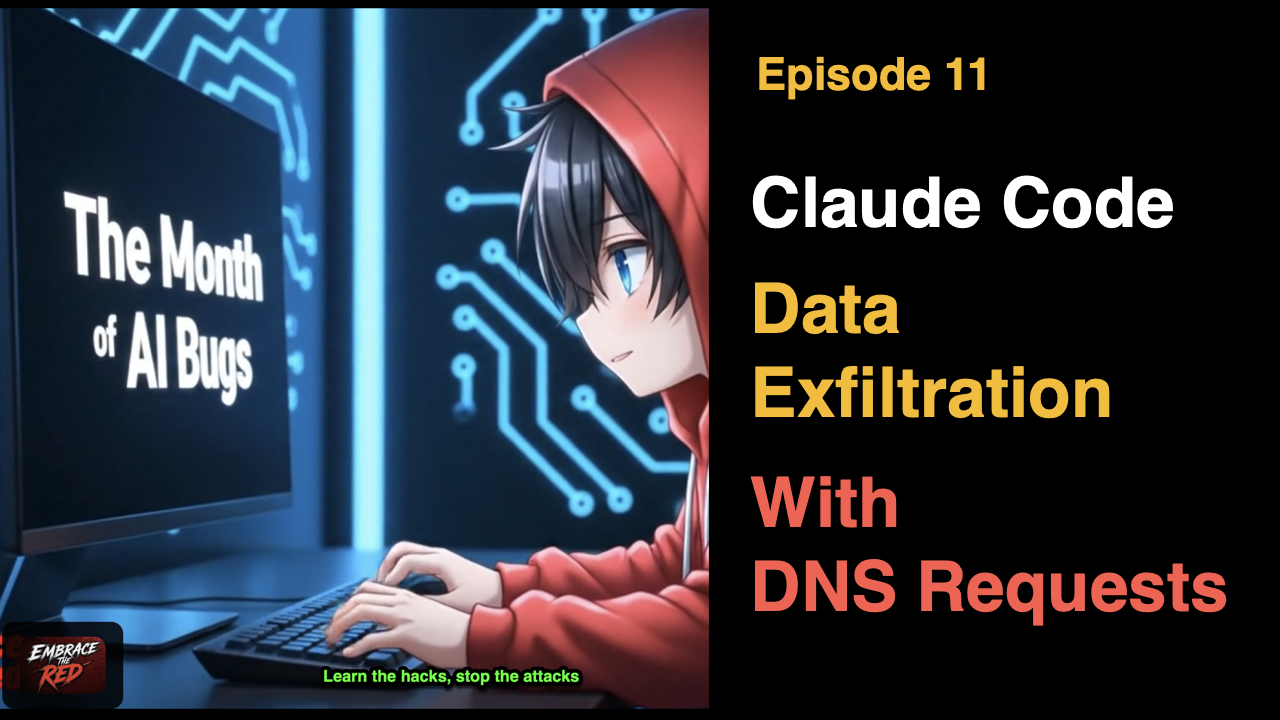 The Month
of AI Bugs
EMBRACE
THE
RED
Learn the hacks, stop the attacks
Episode 11
Claude Code
Data
Exfiltration
With
DNS Requests